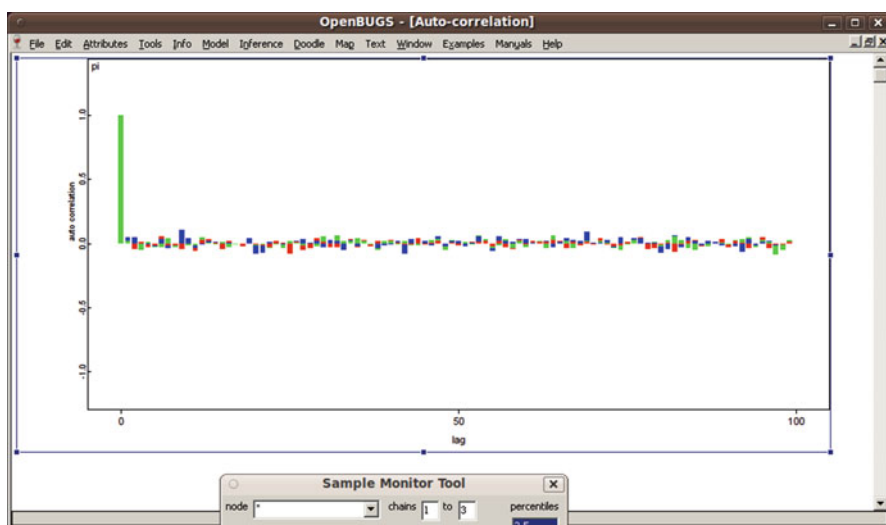 OpenBUGS - [Auto-correlation]
File Edit Attributes Tools Info Model Inference Doodle Map Text Window Examples Manuals Help
pi
1.0
0.5
0.0
-0.5
-1.0
auto correlation
0 50 100
lag
Sample Monitor Tool
node * chains 1 to 3 percentiles
2.5